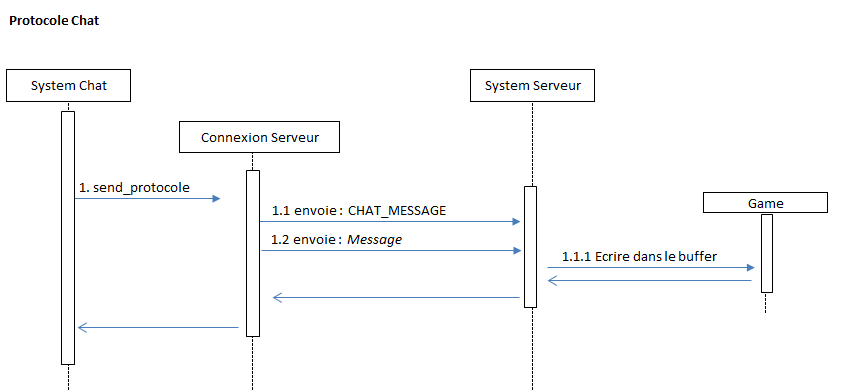 Protocole Chat
System Chat
System Serveur
Connexion Serveur
1. send_protocole
1.1 envoie : CHAT_MESSAGE
Game
1.2 envoie : Message
1.1.1 Ecrire dans le buffer